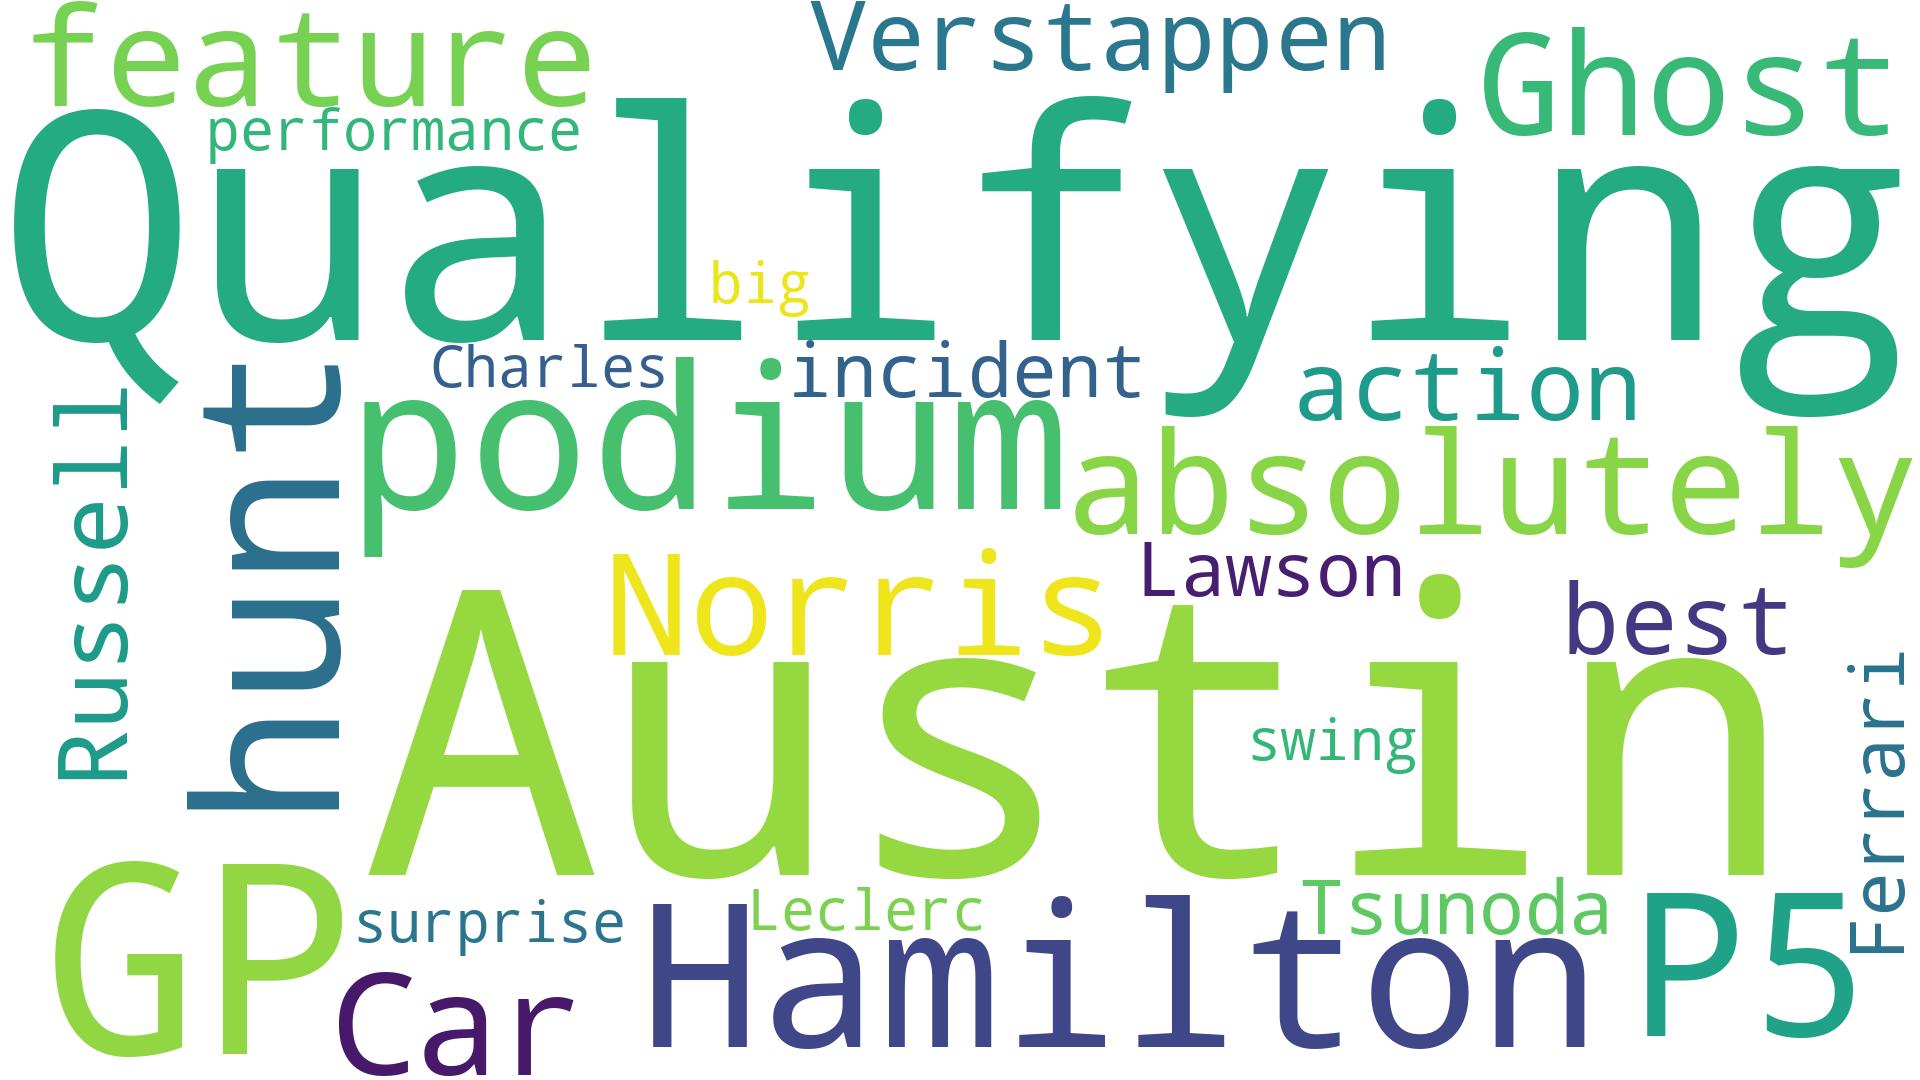 feature
Verstappen
Ghost
performance
Qualifying
big
Charles
incident
action
Russell
hunt
podium
absolutely
Norris
Lawson
best
Austin
swing
Ferrari
GP
surprise
Leclerc
Tsunoda
Car
Hamilton
P5